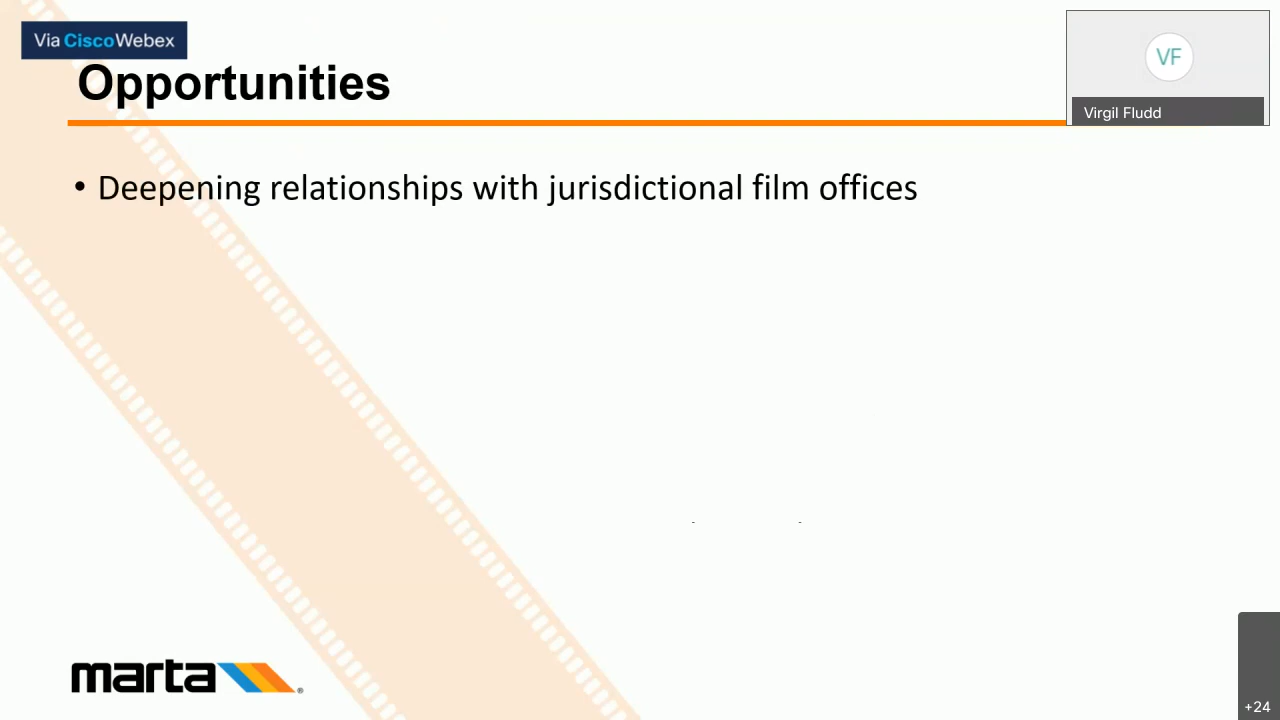 Via CiscoWebex
Opportunities
VF
Virgil Fludd
• Deepening relationships with jurisdictional film offices
marta®
+24